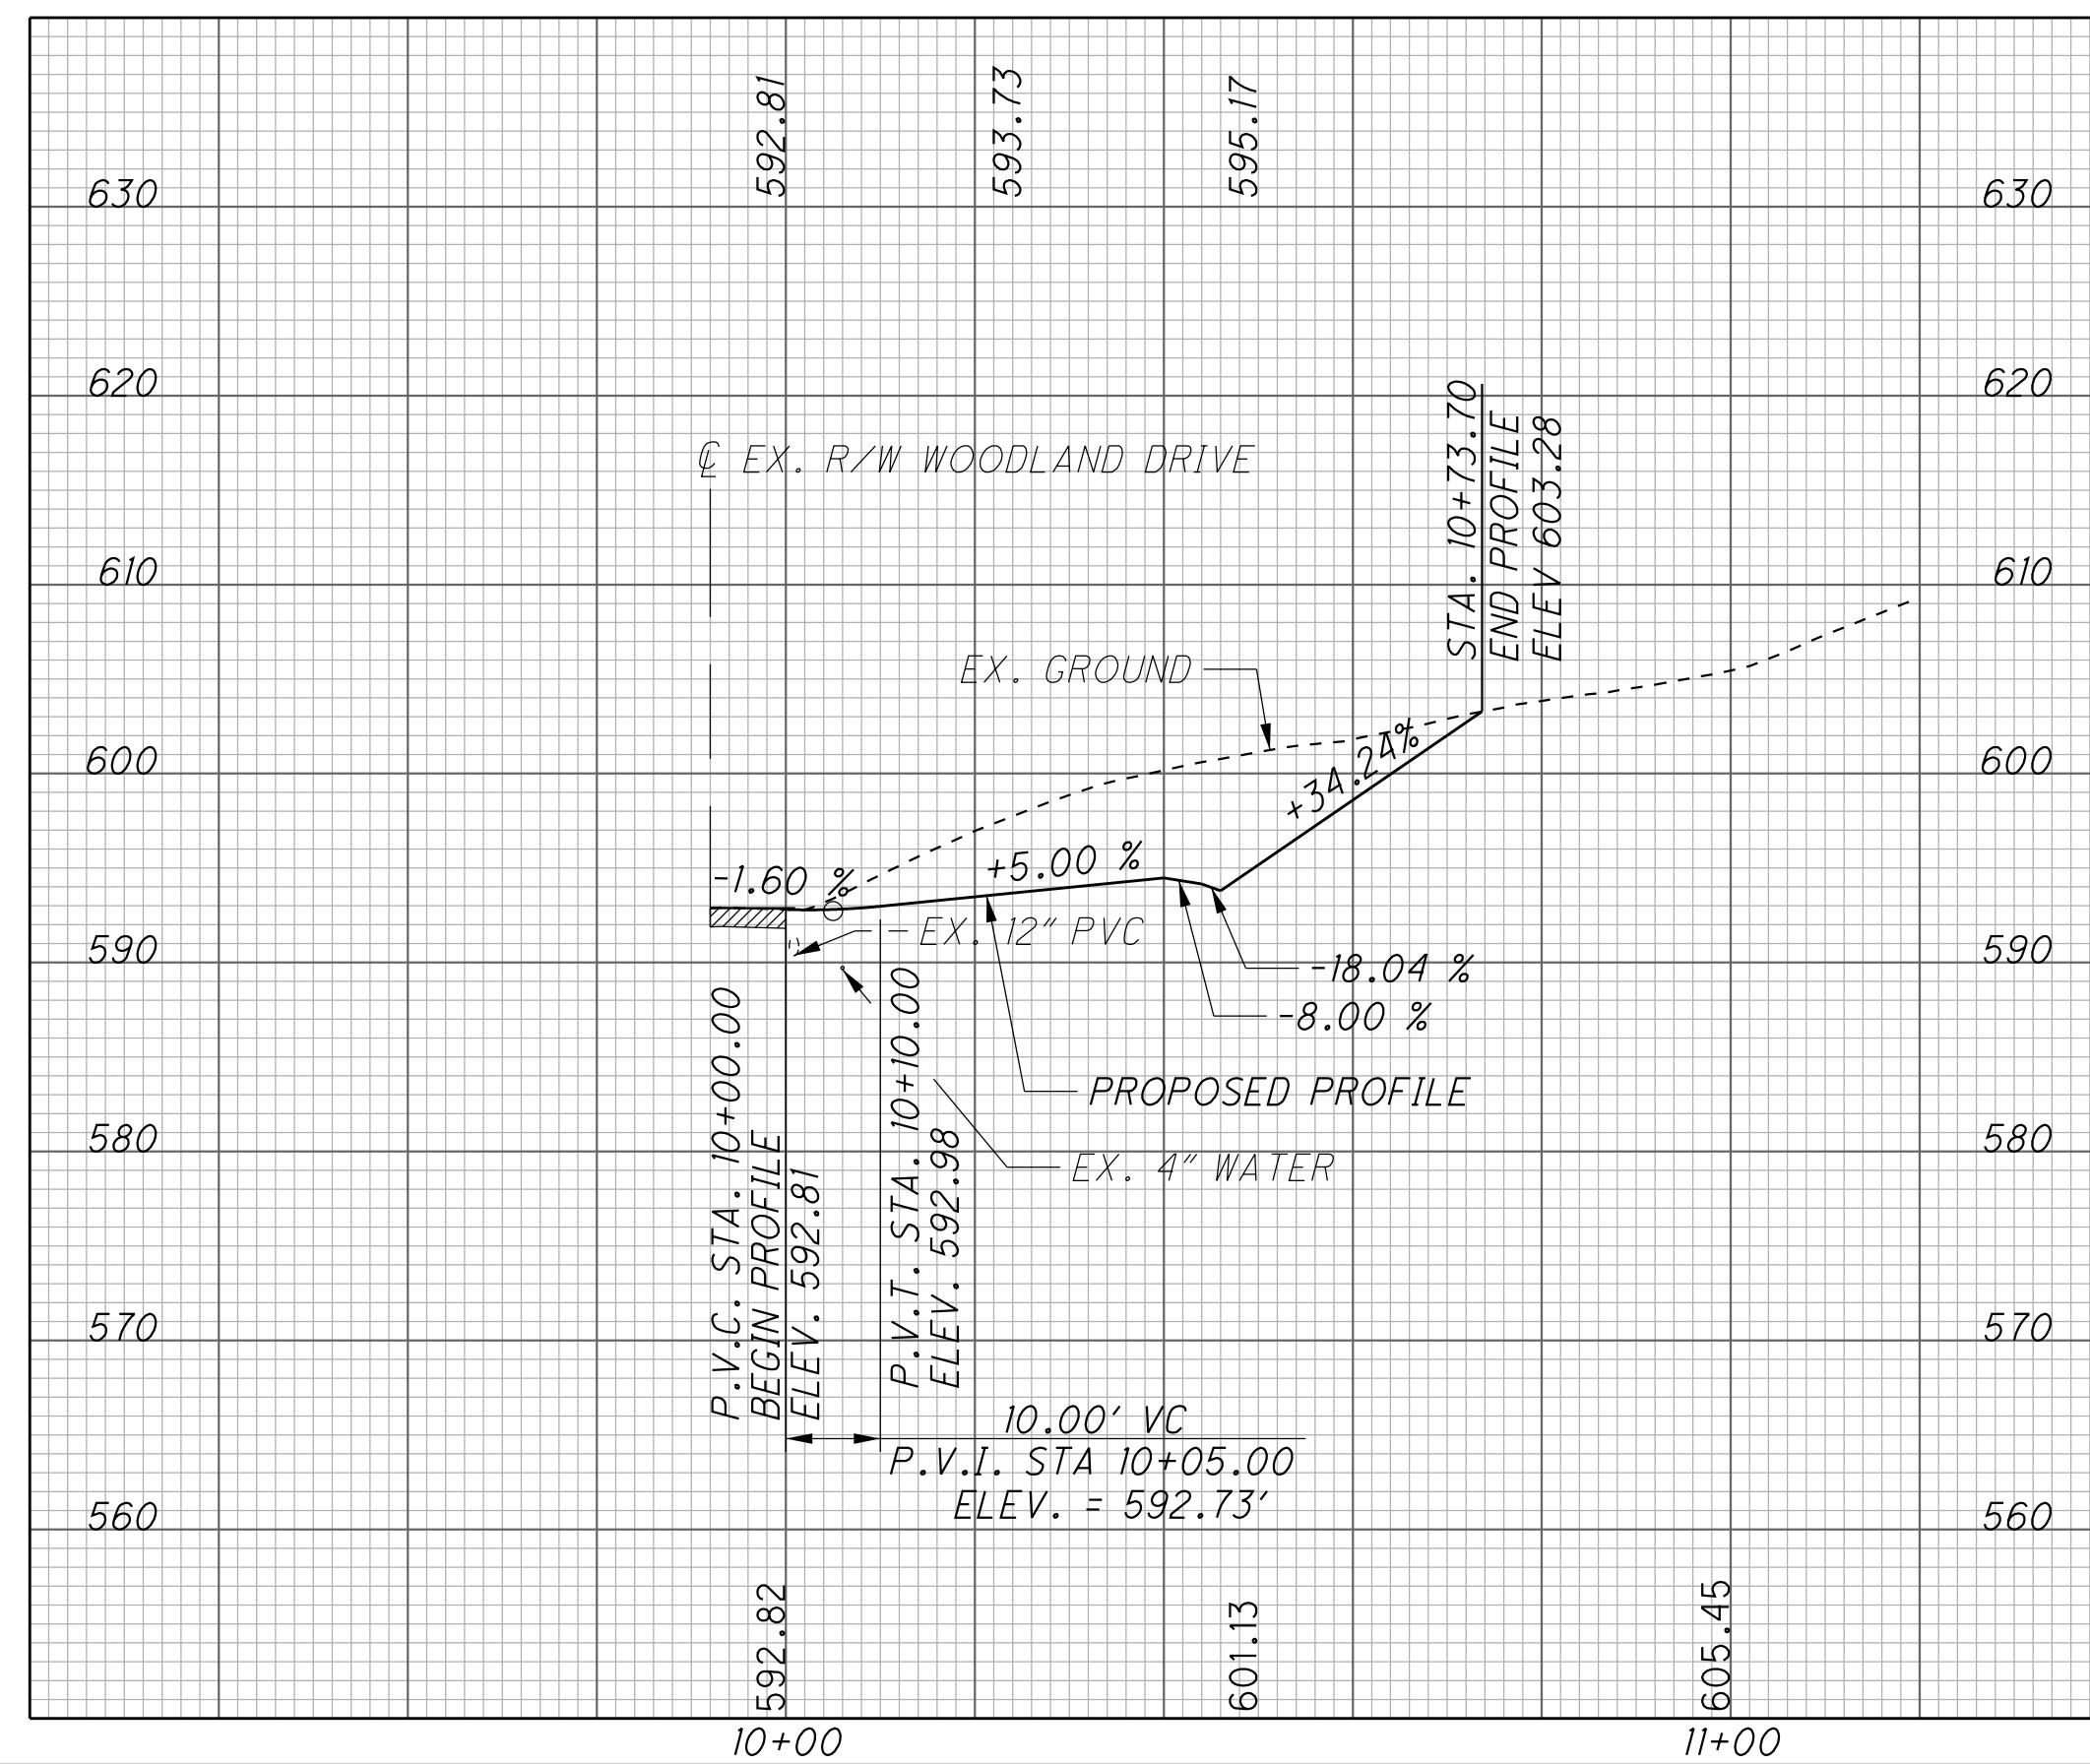 592.81
593.73
595.17
630
630
620
620
℄ EX. R/W WOODLAND DRIVE
STA. 10+73.70
END PROFILE
ELEV 603.28
610
610
EX. GROUND
600
600
+34.24%
+5.00 %
-1.60 %
EX. 12" PVC
590
590
-18.04 %
-8.00 %
PROPOSED PROFILE
580
580
EX. 4" WATER
P.V.C. STA. 10+00.00
BEGIN PROFILE
ELEV. 592.81
P.V.T. STA. 10+10.00
ELEV. 592.98
570
570
10.00' VC
P.V.I. STA 10+05.00
ELEV. = 592.73'
560
560
592.82
601.13
605.45
10+00
11+00